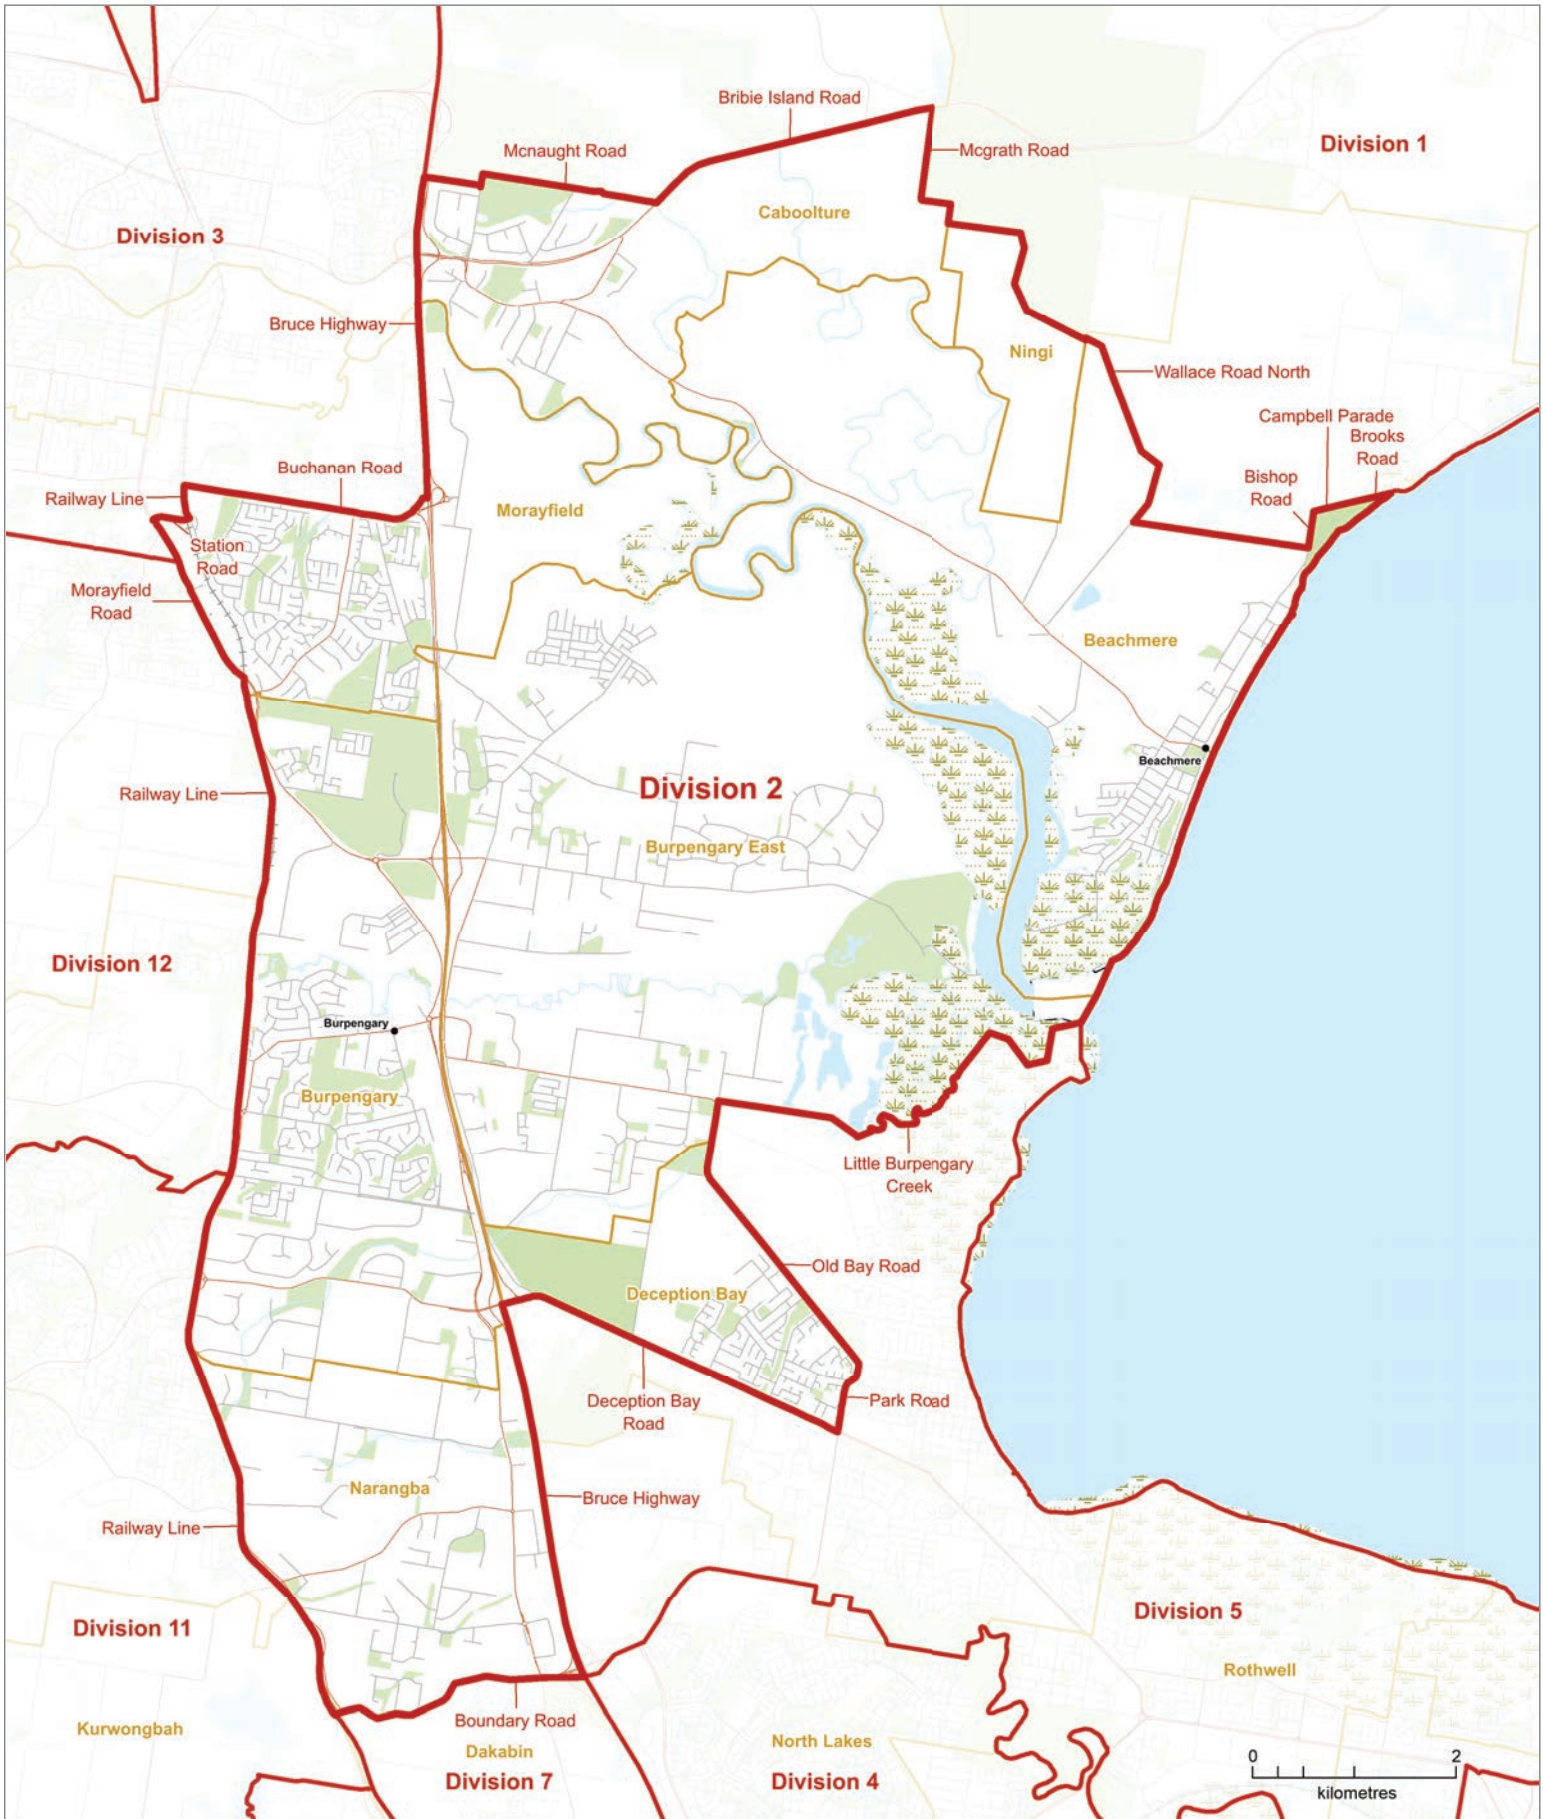 Bribie Island Road
Division 1
Mcnaught Road
Mcgrath Road
Caboolture
Division 3
Bruce Highway
Ningi
Wallace Road North
Campbell Parade
Brooks
Road
Buchanan Road
Bishop
Road
Railway Line
Morayfield
Station
Road
Morayfield
Road
Beachmere
Beachmere
Division 2
Railway Line
Burpengary East
Division 12
Burpengary
Burpengary
Little Burpengary
Creek
Old Bay Road
Deception Bay
Deception Bay
Road
Park Road
Narangba
Bruce Highway
Railway Line
Division 11
Division 5
Rothwell
Boundary Road
Kurwongbah
North Lakes
Dakabin
Division 7
Division 4
0 2
kilometres